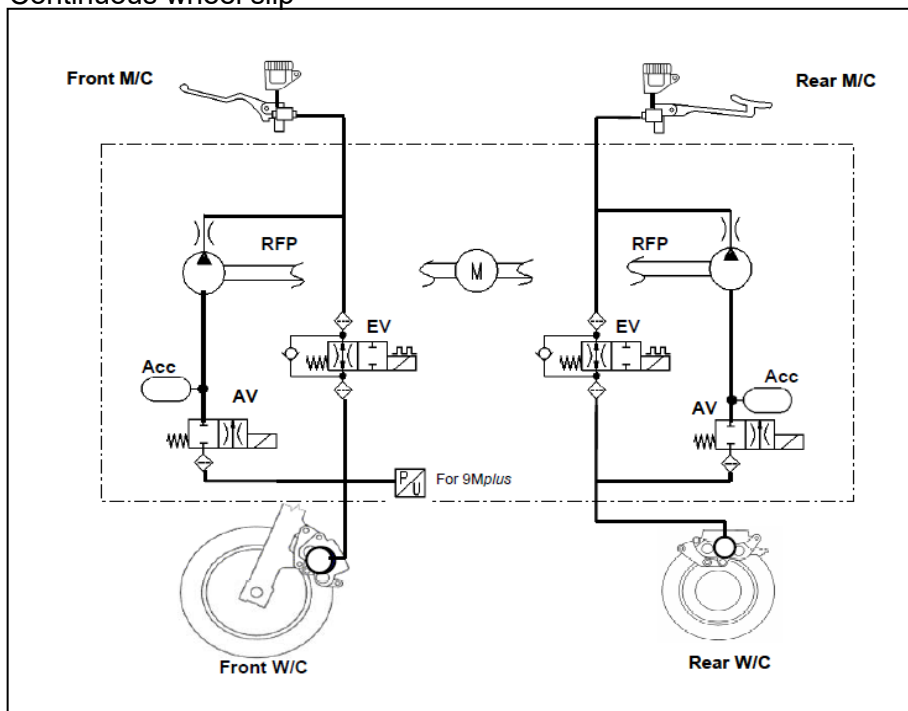 Continuous wheel slip
Front M/C
Rear M/C
RFP
RFP
M
EV
EV
Acc
Acc
AV
AV
P
U
For 9Mplus
Front W/C
Rear W/C